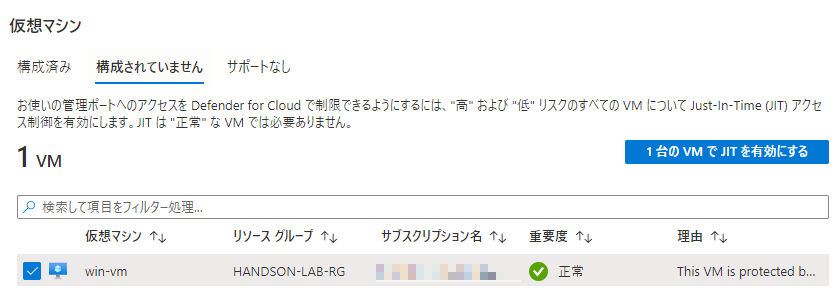 仮想マシン
構成済み 構成されていません サポートなし
お使いの管理ポートへのアクセスを Defender for Cloud で制限できるようにするには、"高" および "低" リスクのすべての VM について Just-In-Time (JIT) アクセ
ス制御を有効にします。JIT は "正常" な VM では必要ありません。
1 VM
1 台の VM で JIT を有効にする
検索して項目をフィルター処理...
仮想マシン ↑↓ リソース グループ ↑↓ サブスクリプション名 ↑↓ 重要度 ↑↓ 理由 ↑↓
win-vm HANDSON-LAB-RG 正常 This VM is protected b...